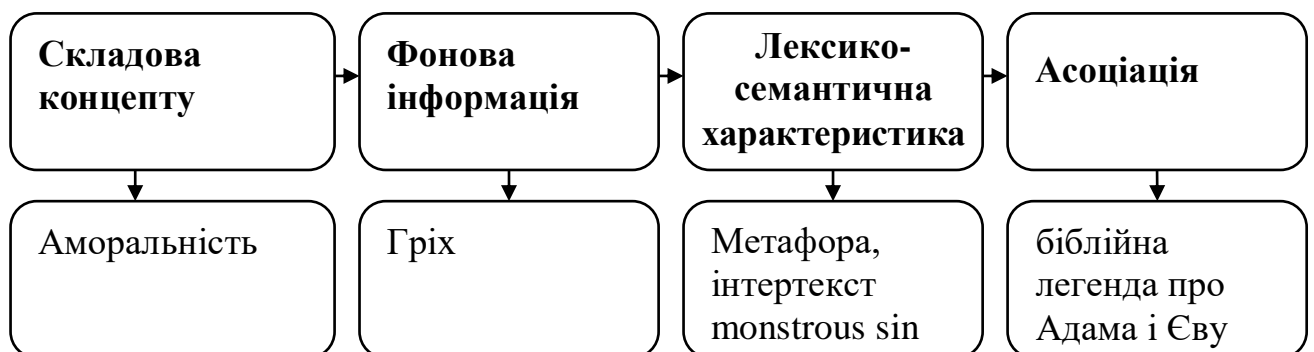 Складова
концепту
Фонова
інформація
Лексико-
семантична
характеристика
Асоціація
Аморальність
Гріх
Метафора,
інтертекст
monstrous sin
біблійна
легенда про
Адама і Єву